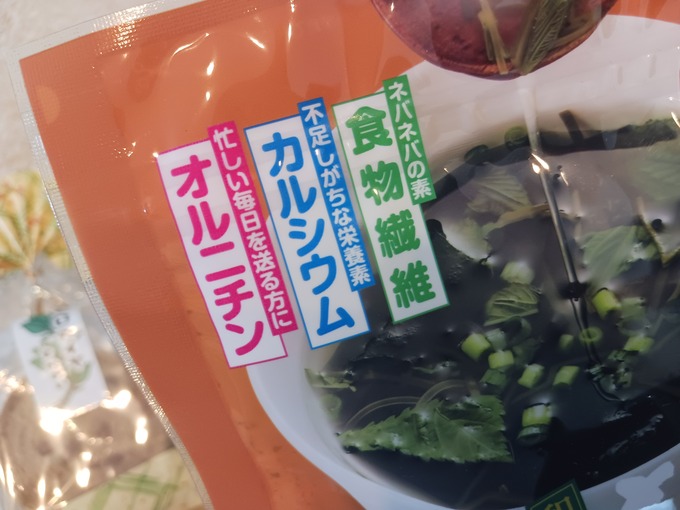 ネバネバの素
食物繊維
不足しがちな栄養素
カルシウム
忙しい毎日を送る方に
オルニチン